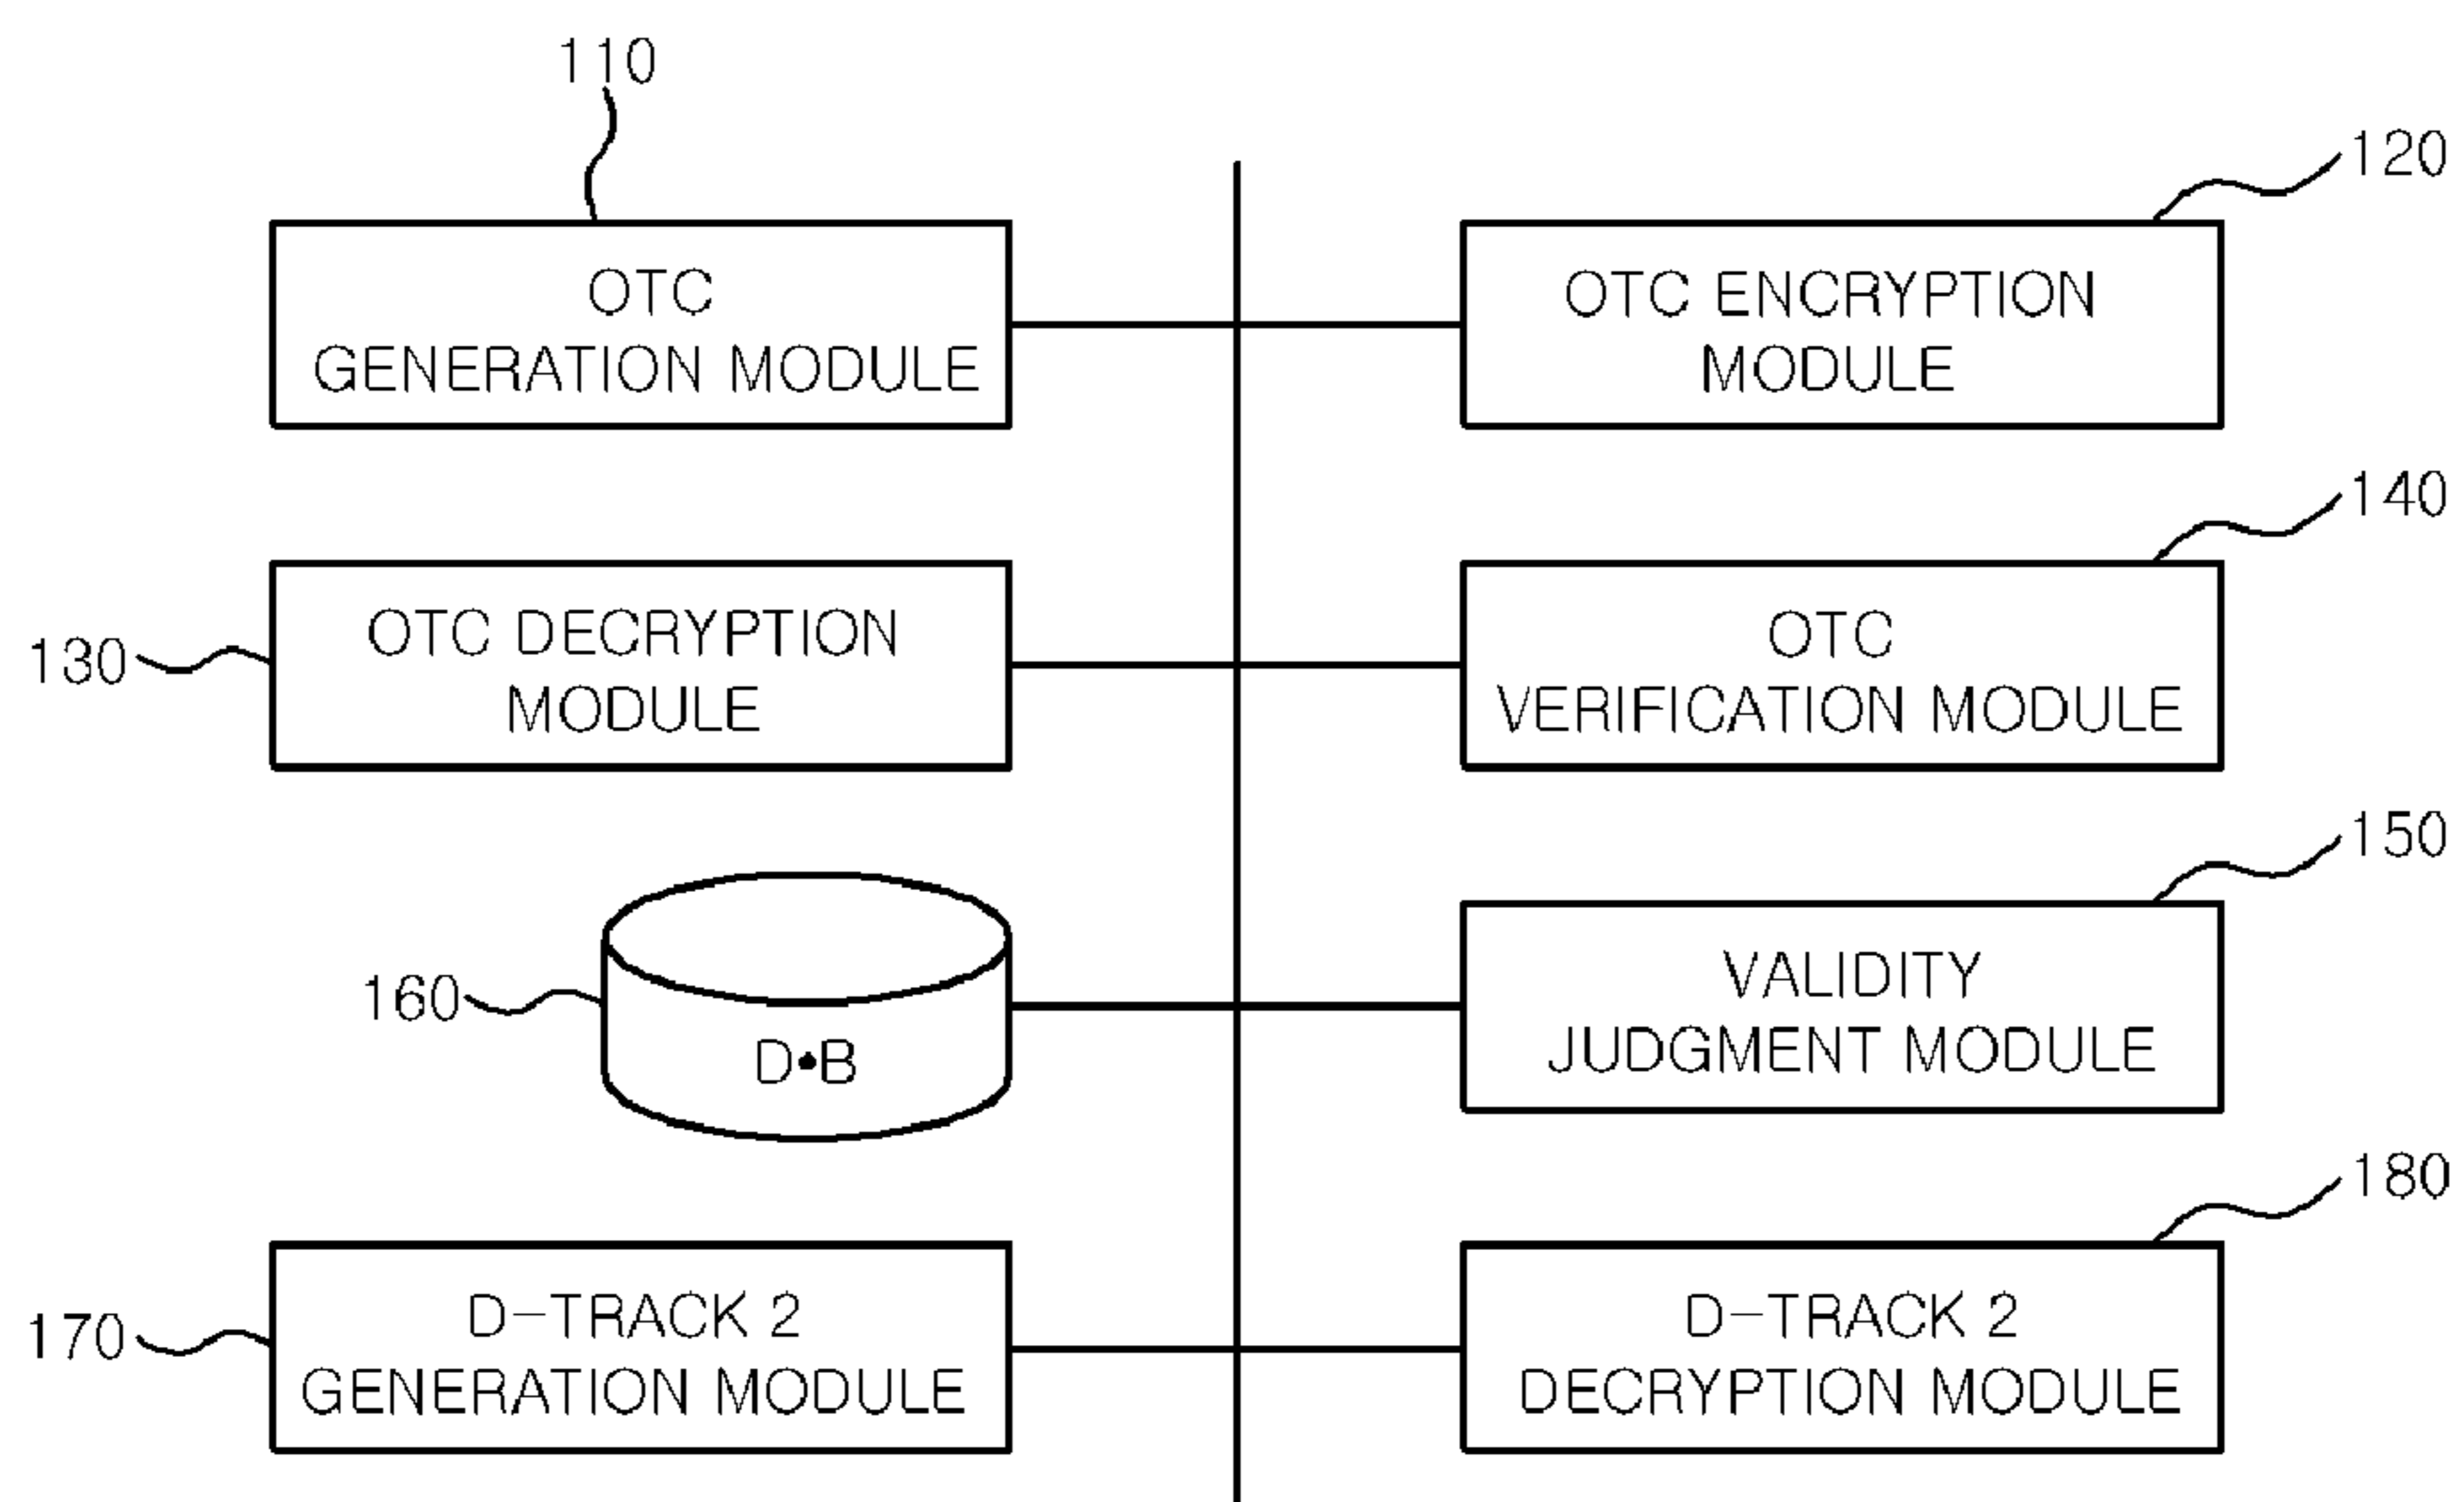 110
120
OTC
GENERATION MODULE
OTC ENCRYPTION
MODULE
140
130
OTC DECRYPTION
MODULE
OTC
VERIFICATION MODULE
150
160
D•B
VALIDITY
JUDGMENT MODULE
180
170
D-TRACK 2
GENERATION MODULE
D-TRACK 2
DECRYPTION MODULE